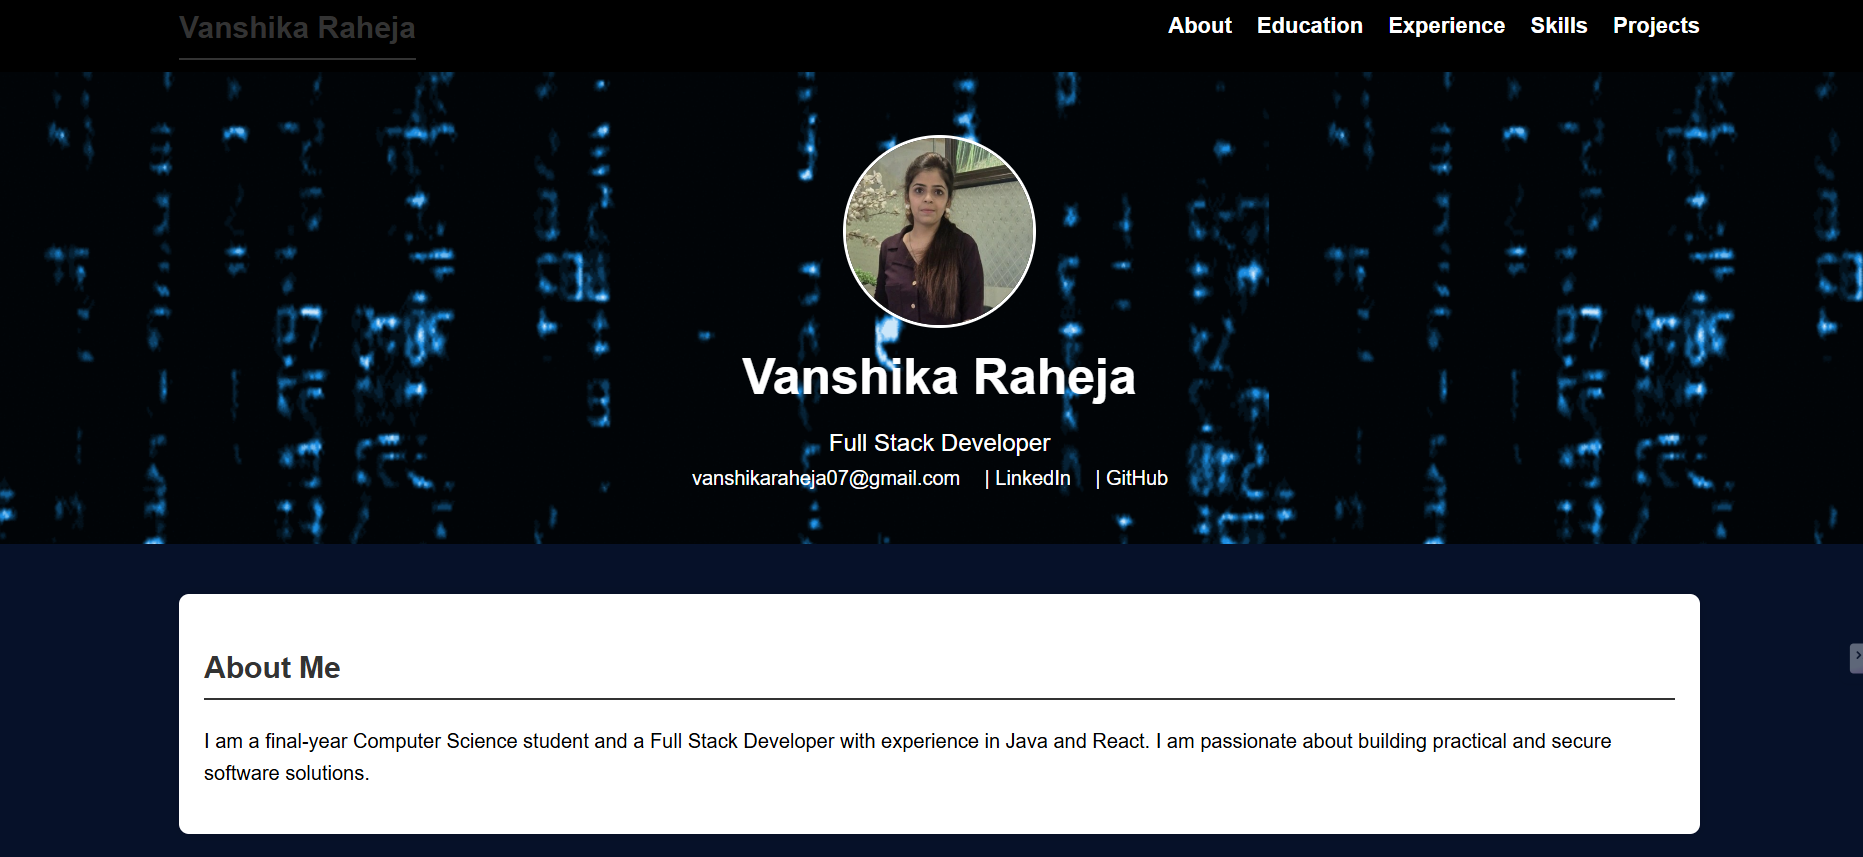 Vanshika Raheja
About Education Experience Skills Projects
Vanshika Raheja
Full Stack Developer
vanshikaraheja07@gmail.com | LinkedIn | GitHub
About Me
I am a final-year Computer Science student and a Full Stack Developer with experience in Java and React. I am passionate about building practical and secure
software solutions.